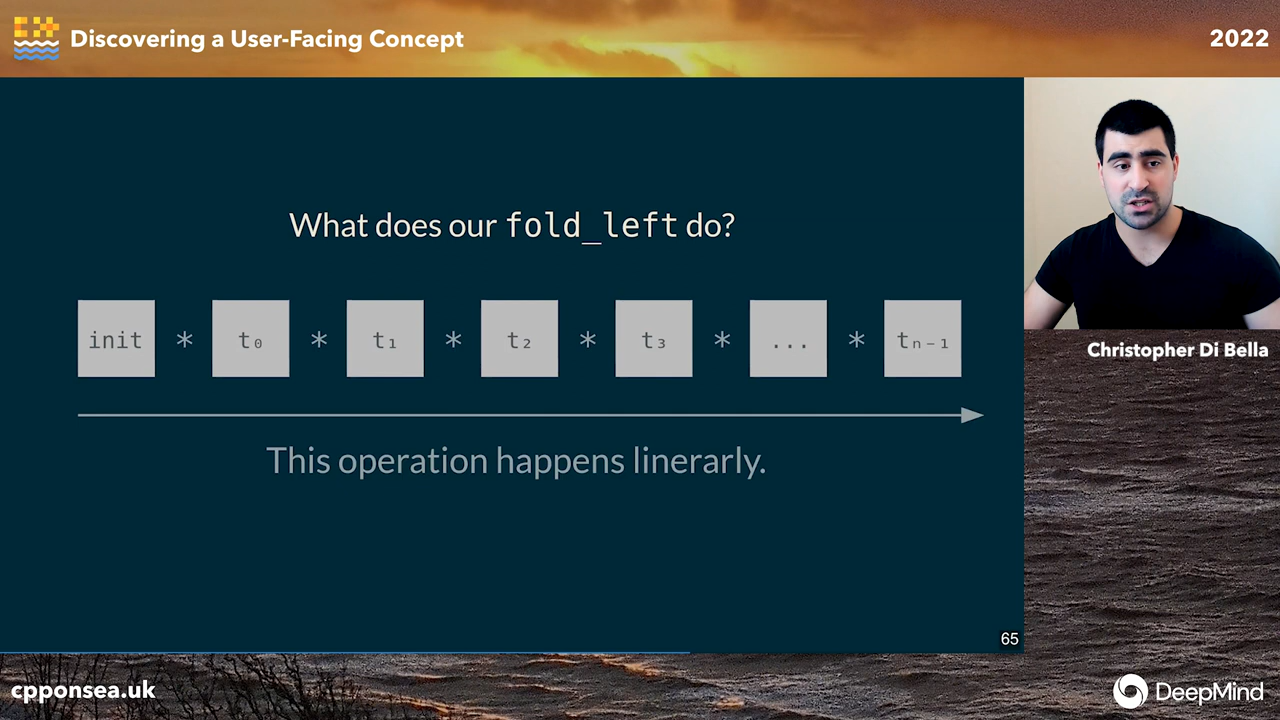 Discovering a User-Facing Concept
2022
What does our fold_left do?
init * t₀ * t₁ * t₂ * t₃ * ... * tₙ₋₁
This operation happens linerarly.
65
Christopher Di Bella
cpponsea.uk
DeepMind